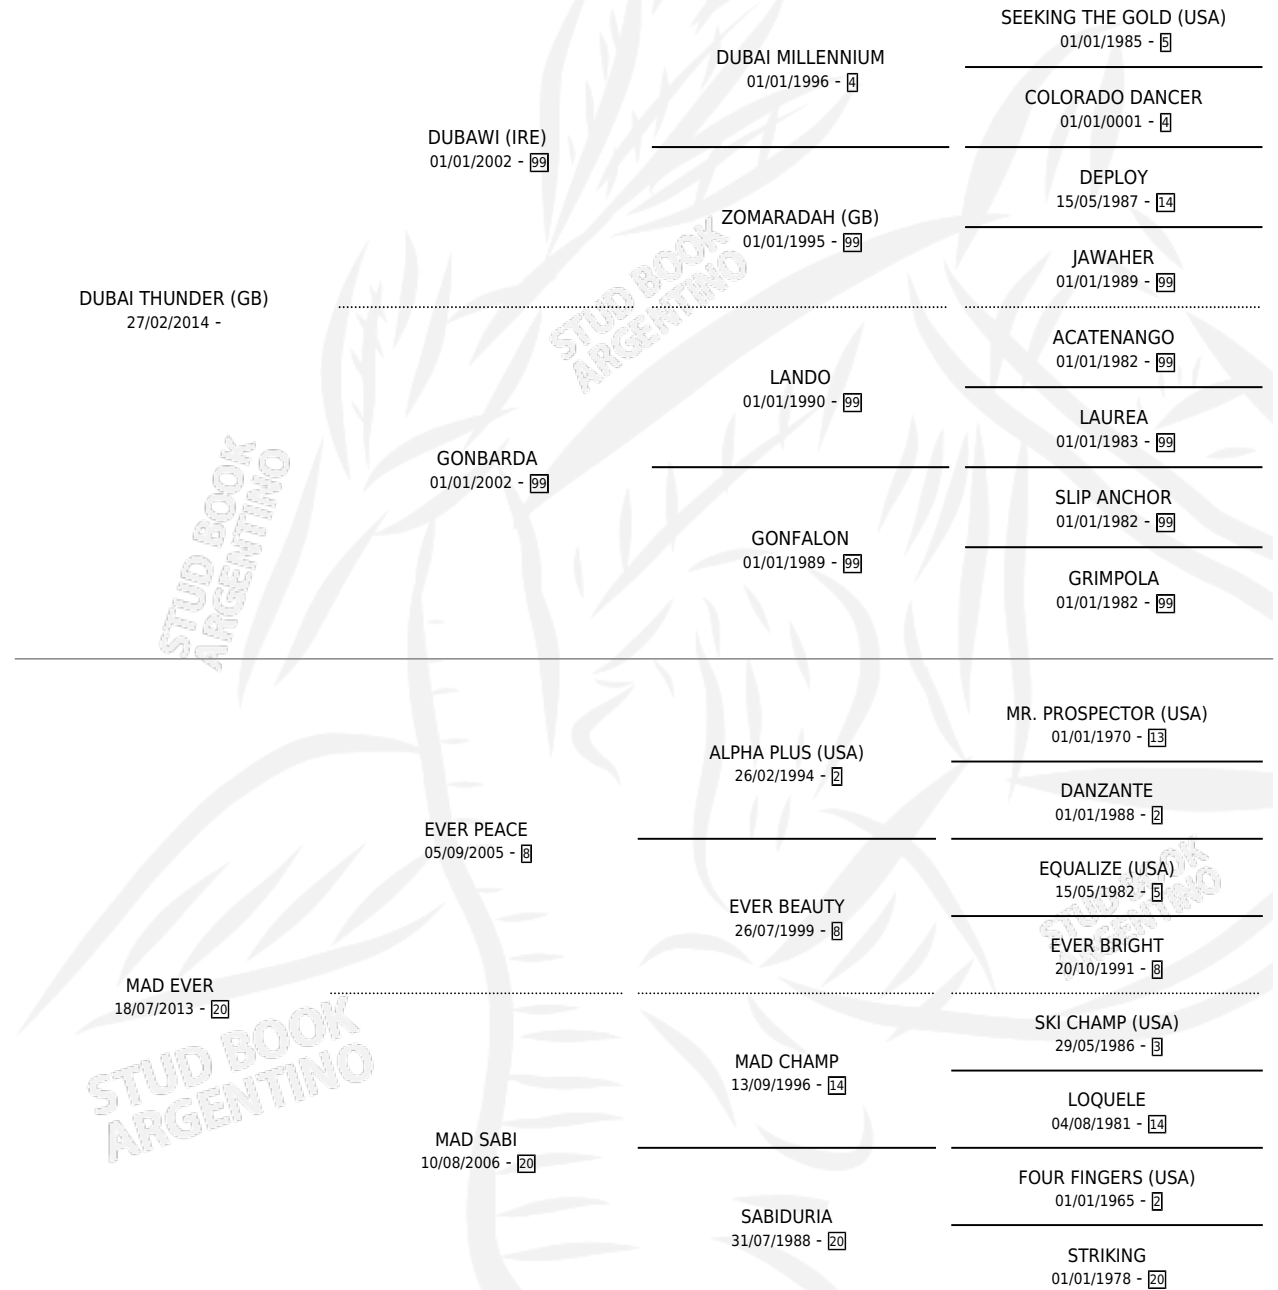 SEEKING THE GOLD (USA)
01/01/1985 - 5
DUBAI MILLENNIUM
01/01/1996 - 4
COLORADO DANCER
01/01/0001 - 4
DUBAWI (IRE)
01/01/2002 - 99
DEPLOY
15/05/1987 - 14
ZOMARADAH (GB)
01/01/1995 - 99
JAWAHER
01/01/1989 - 99
DUBAI THUNDER (GB)
27/02/2014 -
ACATENANGO
01/01/1982 - 99
LANDO
01/01/1990 - 99
LAUREA
01/01/1983 - 99
GONBARDA
01/01/2002 - 99
SLIP ANCHOR
01/01/1982 - 99
GONFALON
01/01/1989 - 99
GRIMPOLA
01/01/1982 - 99
STUD BOOK
ARGENTINO
STUD BOOK
ARGENTINO
MR. PROSPECTOR (USA)
01/01/1970 - 13
ALPHA PLUS (USA)
26/02/1994 - 2
DANZANTE
01/01/1988 - 2
EVER PEACE
05/09/2005 - 8
EQUALIZE (USA)
15/05/1982 - 5
EVER BEAUTY
26/07/1999 - 8
EVER BRIGHT
20/10/1991 - 8
STUD BOOK
ARGENTINO
MAD EVER
18/07/2013 - 20
SKI CHAMP (USA)
29/05/1986 - 3
MAD CHAMP
13/09/1996 - 14
LOQUELE
04/08/1981 - 14
STUD BOOK
ARGENTINO
MAD SABI
10/08/2006 - 20
FOUR FINGERS (USA)
01/01/1965 - 2
SABIDURIA
31/07/1988 - 20
STRIKING
01/01/1978 - 20